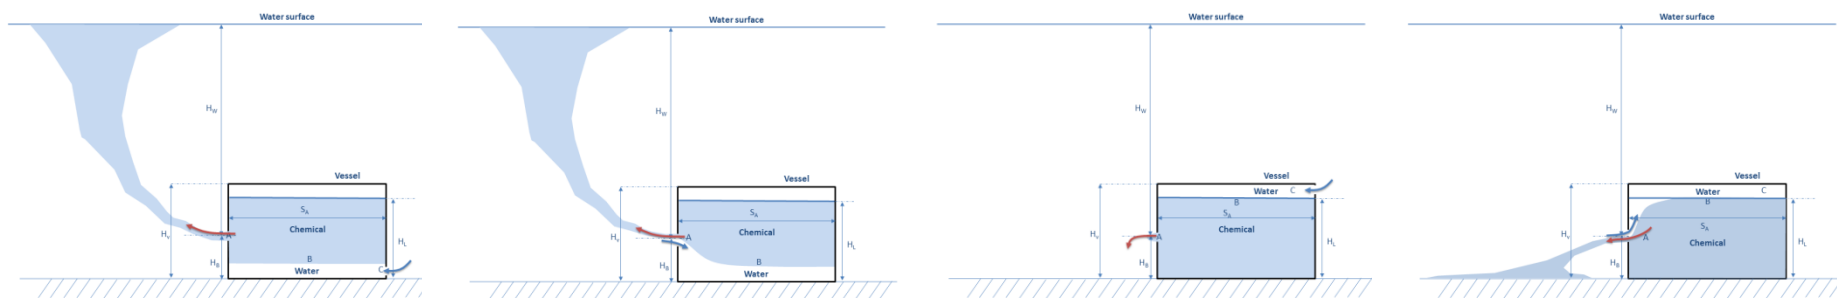 Water surface
H_W
Vessel
S_A
H_v
A
Chemical
H_L
H_B
B
Water
C
Water surface
H_W
Vessel
S_A
H_v
A
Chemical
H_L
H_B
B
Water
Water surface
H_W
Vessel
Water
C
B
S_A
Chemical
H_v
A
H_L
H_B
Water surface
H_W
Vessel
Water
C
B
S_A
H_v
A
Chemical
H_L
H_B